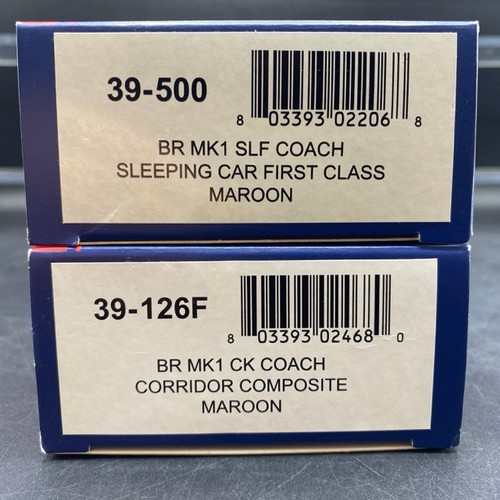 39-500
8 03393 02206 8
BR MK1 SLF COACH
SLEEPING CAR FIRST CLASS
MAROON
39-126F
8 03393 02468 0
BR MK1 CK COACH
CORRIDOR COMPOSITE
MAROON